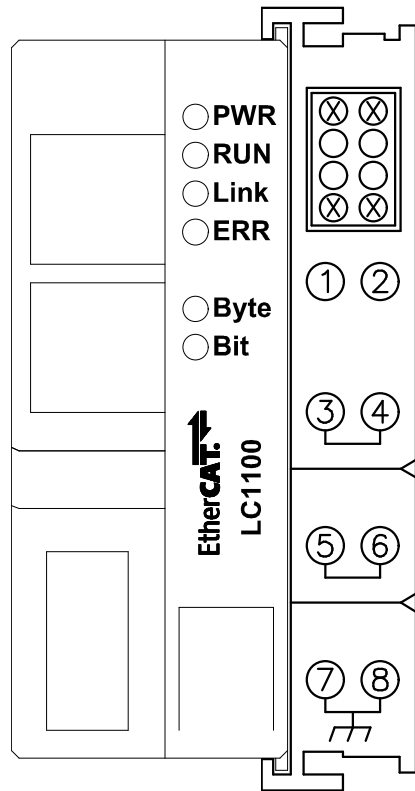 PWR
RUN
Link
ERR
Byte
Bit
EtherCAT.
LC1100
1 2
3 4
5 6
7 8